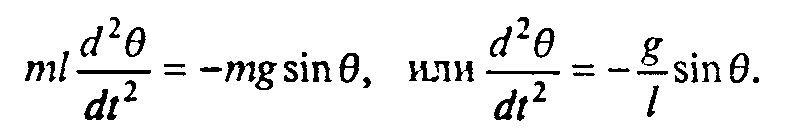 ml d²θ/dt² = −mg sin θ, или d²θ/dt² = −g/l sin θ.